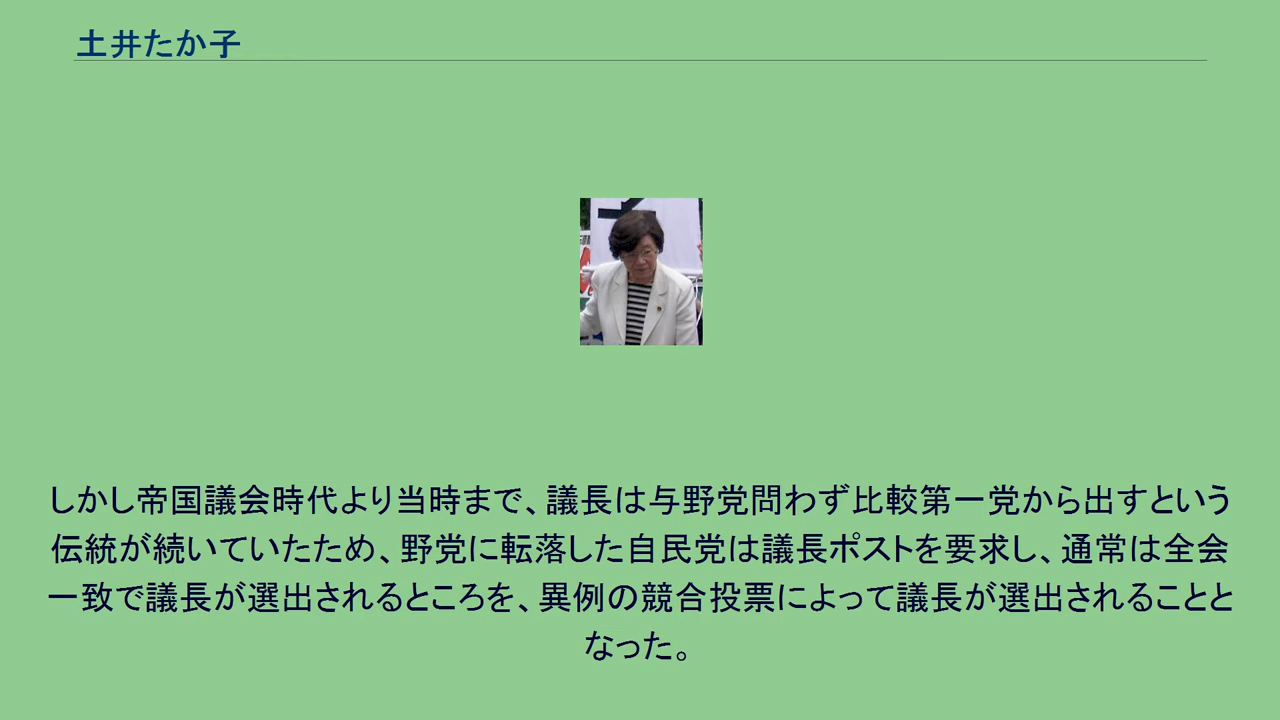 土井たか子
しかし帝国議会時代より当時まで、議長は与野党問わず比較第一党から出すという
伝統が続いていたため、野党に転落した自民党は議長ポストを要求し、通常は全会
一致で議長が選出されるところを、異例の競合投票によって議長が選出されることと
なった。